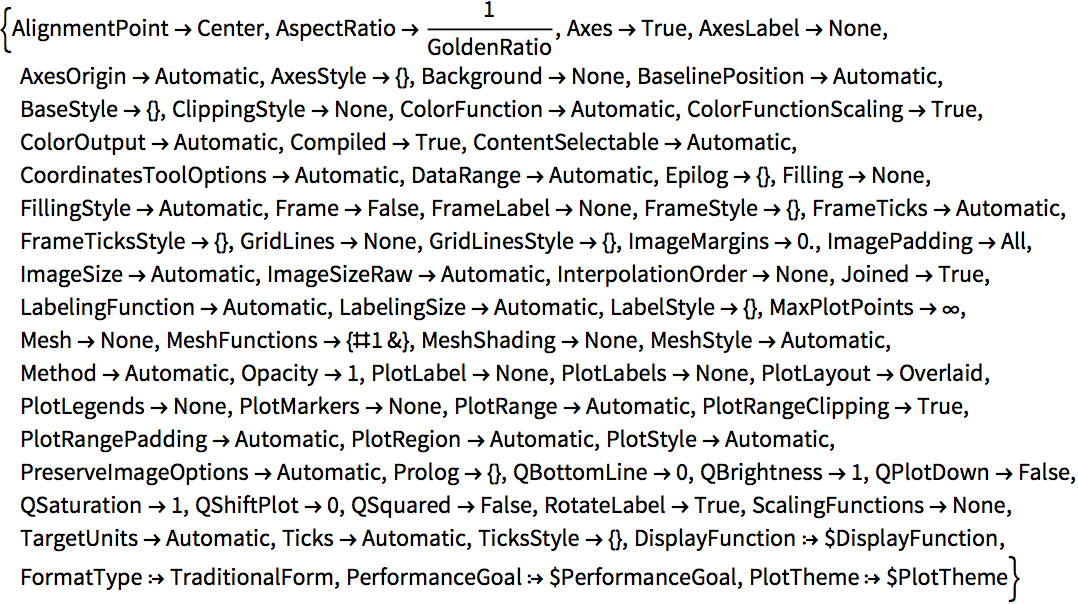 {AlignmentPoint → Center, AspectRatio → 1/GoldenRatio, Axes → True, AxesLabel → None,
AxesOrigin → Automatic, AxesStyle → {}, Background → None, BaselinePosition → Automatic,
BaseStyle → {}, ClippingStyle → None, ColorFunction → Automatic, ColorFunctionScaling → True,
ColorOutput → Automatic, Compiled → True, ContentSelectable → Automatic,
CoordinatesToolOptions → Automatic, DataRange → Automatic, Epilog → {}, Filling → None,
FillingStyle → Automatic, Frame → False, FrameLabel → None, FrameStyle → {}, FrameTicks → Automatic,
FrameTicksStyle → {}, GridLines → None, GridLinesStyle → {}, ImageMargins → 0., ImagePadding → All,
ImageSize → Automatic, ImageSizeRaw → Automatic, InterpolationOrder → None, Joined → True,
LabelingFunction → Automatic, LabelingSize → Automatic, LabelStyle → {}, MaxPlotPoints → ∞,
Mesh → None, MeshFunctions → {#1 &}, MeshShading → None, MeshStyle → Automatic,
Method → Automatic, Opacity → 1, PlotLabel → None, PlotLabels → None, PlotLayout → Overlaid,
PlotLegends → None, PlotMarkers → None, PlotRange → Automatic, PlotRangeClipping → True,
PlotRangePadding → Automatic, PlotRegion → Automatic, PlotStyle → Automatic,
PreserveImageOptions → Automatic, Prolog → {}, QBottomLine → 0, QBrightness → 1, QPlotDown → False,
QSaturation → 1, QShiftPlot → 0, QSquared → False, RotateLabel → True, ScalingFunctions → None,
TargetUnits → Automatic, Ticks → Automatic, TicksStyle → {}, DisplayFunction ⧴ $DisplayFunction,
FormatType ⧴ TraditionalForm, PerformanceGoal ⧴ $PerformanceGoal, PlotTheme ⧴ $PlotTheme}